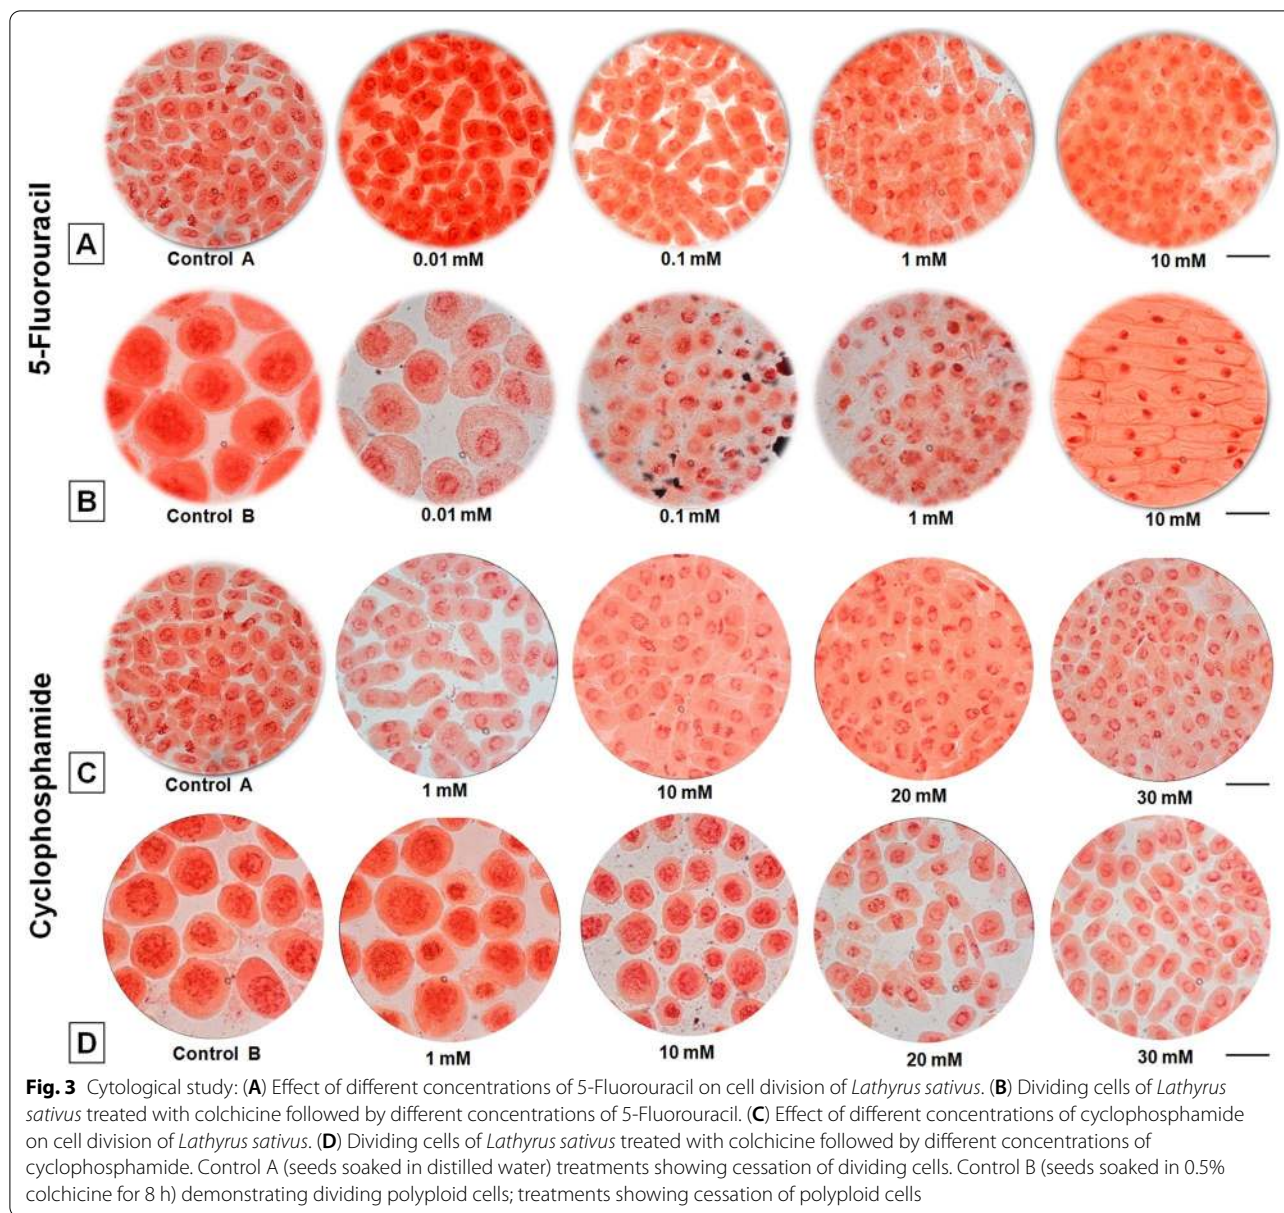 5-Fluorouracil
A
Control A
0.01 mM
0.1 mM
1 mM
10 mM
B
Control B
0.01 mM
0.1 mM
1 mM
10 mM
Cyclophosphamide
C
Control A
1 mM
10 mM
20 mM
30 mM
D
Control B
1 mM
10 mM
20 mM
30 mM
Fig. 3 Cytological study: (A) Effect of different concentrations of 5-Fluorouracil on cell division of Lathyrus sativus. (B) Dividing cells of Lathyrus
sativus treated with colchicine followed by different concentrations of 5-Fluorouracil. (C) Effect of different concentrations of cyclophosphamide
on cell division of Lathyrus sativus. (D) Dividing cells of Lathyrus sativus treated with colchicine followed by different concentrations of
cyclophosphamide. Control A (seeds soaked in distilled water) treatments showing cessation of dividing cells. Control B (seeds soaked in 0.5%
colchicine for 8 h) demonstrating dividing polyploid cells; treatments showing cessation of polyploid cells